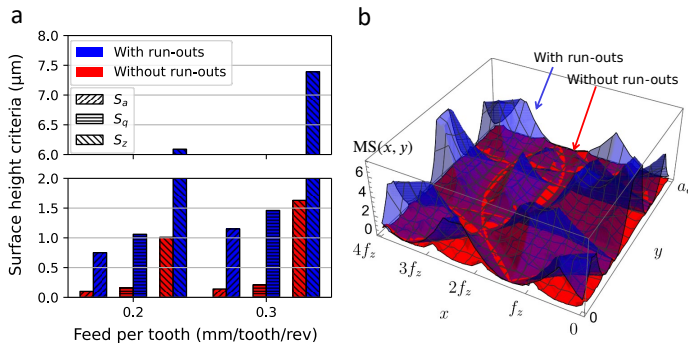 a
Surface height criteria (μm)
8.0
7.5
7.0
6.5
6.0
2.0
1.5
1.0
0.5
0.0
With run-outs
Without run-outs
Sₐ
S_q
S_z
0.2
0.3
Feed per tooth (mm/tooth/rev)
b
With run-outs
Without run-outs
MS(x, y)
6
4
2
0
4f_z
3f_z
2f_z
f_z
0
x
0
y